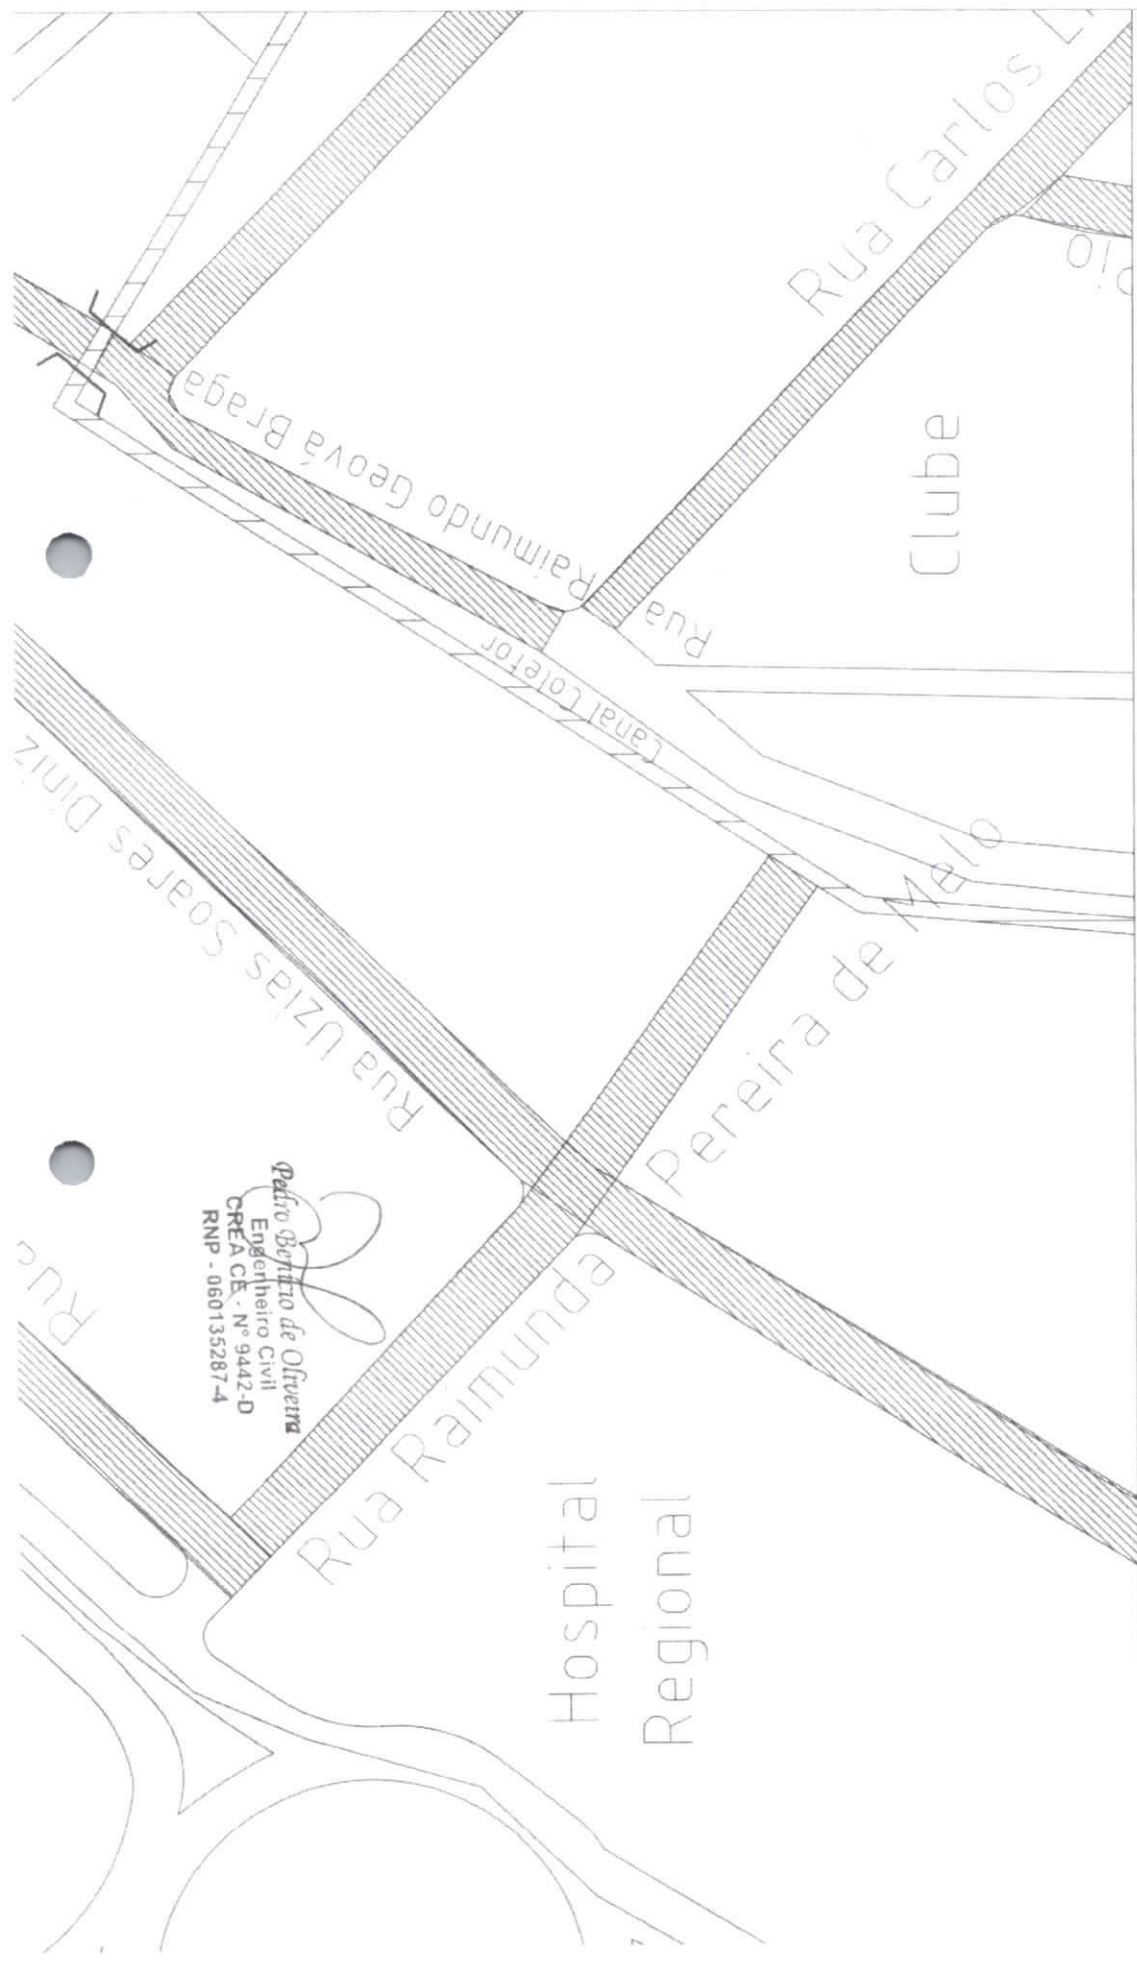 Rua Carlos
Rua Raimundo Geová Braga
Clube
Canal Coletor
Rua Uzias Soares Diniz
Rua Raimunda Pereira de Melo
Rua
Pedro Benício de Oliveira
Engenheiro Civil
CREA CE - Nº 9442-D
RNP - 060135287-4
Hospital
Regional